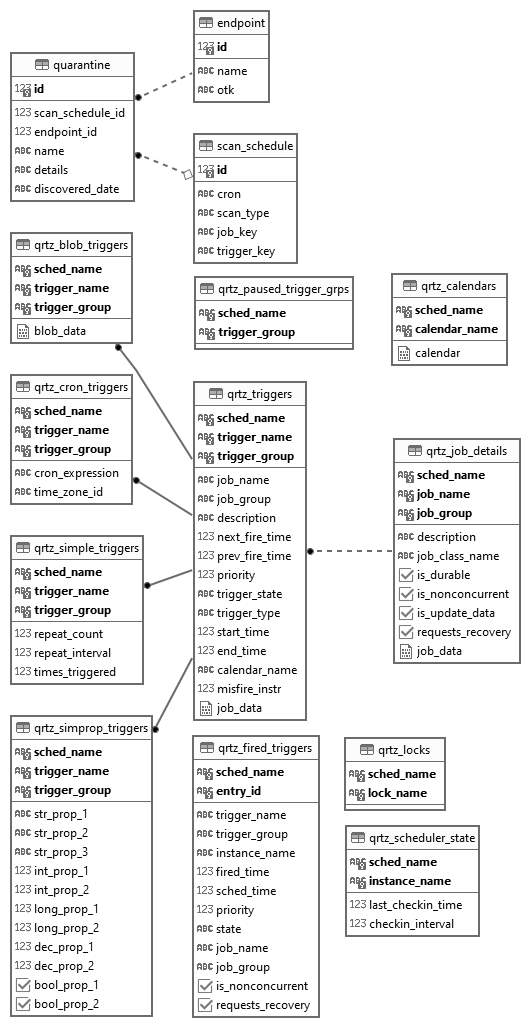 endpoint
123 id
ABC name
ABC otk
quarantine
123 id
123 scan_schedule_id
123 endpoint_id
ABC name
ABC details
ABC discovered_date
scan_schedule
123 id
ABC cron
ABC scan_type
ABC job_key
ABC trigger_key
qrtz_blob_triggers
ABC sched_name
ABC trigger_name
ABC trigger_group
blob_data
qrtz_paused_trigger_grps
ABC sched_name
ABC trigger_group
qrtz_calendars
ABC sched_name
ABC calendar_name
calendar
qrtz_cron_triggers
ABC sched_name
ABC trigger_name
ABC trigger_group
ABC cron_expression
ABC time_zone_id
qrtz_triggers
ABC sched_name
ABC trigger_name
ABC trigger_group
ABC job_name
ABC job_group
ABC description
123 next_fire_time
123 prev_fire_time
123 priority
ABC trigger_state
ABC trigger_type
123 start_time
123 end_time
ABC calendar_name
123 misfire_instr
job_data
qrtz_job_details
ABC sched_name
ABC job_name
ABC job_group
ABC description
ABC job_class_name
is_durable
is_nonconcurrent
is_update_data
requests_recovery
job_data
qrtz_simple_triggers
ABC sched_name
ABC trigger_name
ABC trigger_group
123 repeat_count
123 repeat_interval
123 times_triggered
qrtz_simprop_triggers
ABC sched_name
ABC trigger_name
ABC trigger_group
ABC str_prop_1
ABC str_prop_2
ABC str_prop_3
123 int_prop_1
123 int_prop_2
123 long_prop_1
123 long_prop_2
123 dec_prop_1
123 dec_prop_2
bool_prop_1
bool_prop_2
qrtz_fired_triggers
ABC sched_name
ABC entry_id
ABC trigger_name
ABC trigger_group
ABC instance_name
123 fired_time
123 sched_time
123 priority
ABC state
ABC job_name
ABC job_group
is_nonconcurrent
requests_recovery
qrtz_locks
ABC sched_name
ABC lock_name
qrtz_scheduler_state
ABC sched_name
ABC instance_name
123 last_checkin_time
123 checkin_interval